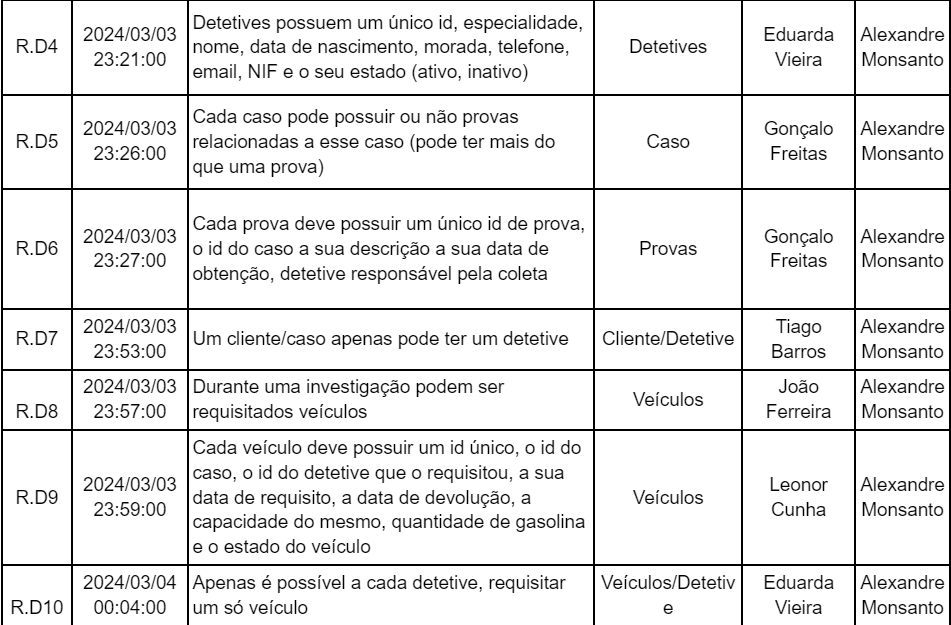 R.D4 2024/03/03 23:21:00 Detetives possuem um único id, especialidade, nome, data de nascimento, morada, telefone, email, NIF e o seu estado (ativo, inativo) Detetives Eduarda Vieira Alexandre Monsanto
R.D5 2024/03/03 23:26:00 Cada caso pode possuir ou não provas relacionadas a esse caso (pode ter mais do que uma prova) Caso Gonçalo Freitas Alexandre Monsanto
R.D6 2024/03/03 23:27:00 Cada prova deve possuir um único id de prova, o id do caso a sua descrição a sua data de obtenção, detetive responsável pela coleta Provas Gonçalo Freitas Alexandre Monsanto
R.D7 2024/03/03 23:53:00 Um cliente/caso apenas pode ter um detetive Cliente/Detetive Tiago Barros Alexandre Monsanto
R.D8 2024/03/03 23:57:00 Durante uma investigação podem ser requisitados veículos Veículos João Ferreira Alexandre Monsanto
R.D9 2024/03/03 23:59:00 Cada veículo deve possuir um id único, o id do caso, o id do detetive que o requisitou, a sua data de requisito, a data de devolução, a capacidade do mesmo, quantidade de gasolina e o estado do veículo Veículos Leonor Cunha Alexandre Monsanto
R.D10 2024/03/04 00:04:00 Apenas é possível a cada detetive, requisitar um só veículo Veículos/Detetive Eduarda Vieira Alexandre Monsanto